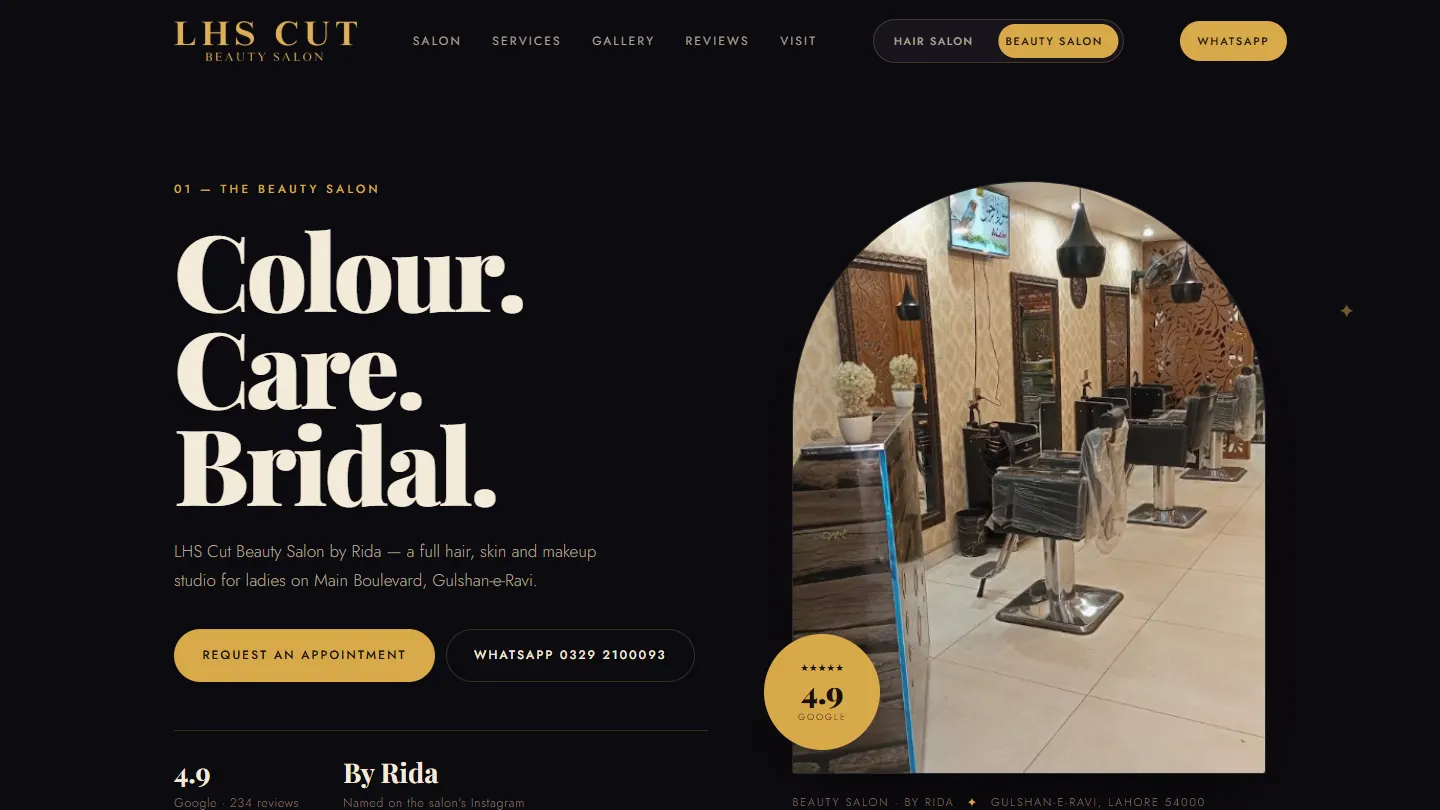 LHS CUT
BEAUTY SALON
SALON SERVICES GALLERY REVIEWS VISIT
HAIR SALON BEAUTY SALON
WHATSAPP
01 — THE BEAUTY SALON
Colour.
Care.
Bridal.
LHS Cut Beauty Salon by Rida — a full hair, skin and makeup
studio for ladies on Main Boulevard, Gulshan-e-Ravi.
REQUEST AN APPOINTMENT
WHATSAPP 0329 2100093
4.9
Google · 234 reviews
By Rida
Named on the salon's Instagram
★★★★★
4.9
GOOGLE
BEAUTY SALON · BY RIDA ✦ GULSHAN-E-RAVI, LAHORE 54000